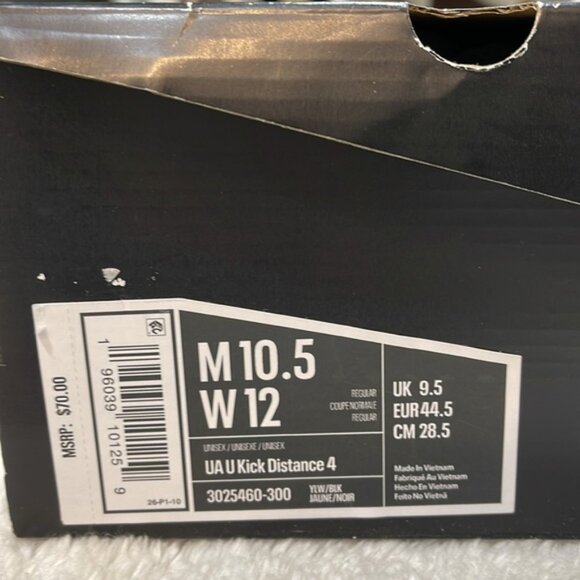 MSRP: $70.00
1 96039 10125 9
26-P1-10
M 10.5
W 12
REGULAR
COUPE NORMALE
REGULAR
UNISEX / UNISEXE / UNISEX
UA U Kick Distance 4
3025460-300
YLW/BLK
JAUNE/NOIR
UK 9.5
EUR 44.5
CM 28.5
Made In Vietnam
Fabriqué Au Vietnam
Hecho En Vietnam
Feito No Vietnã